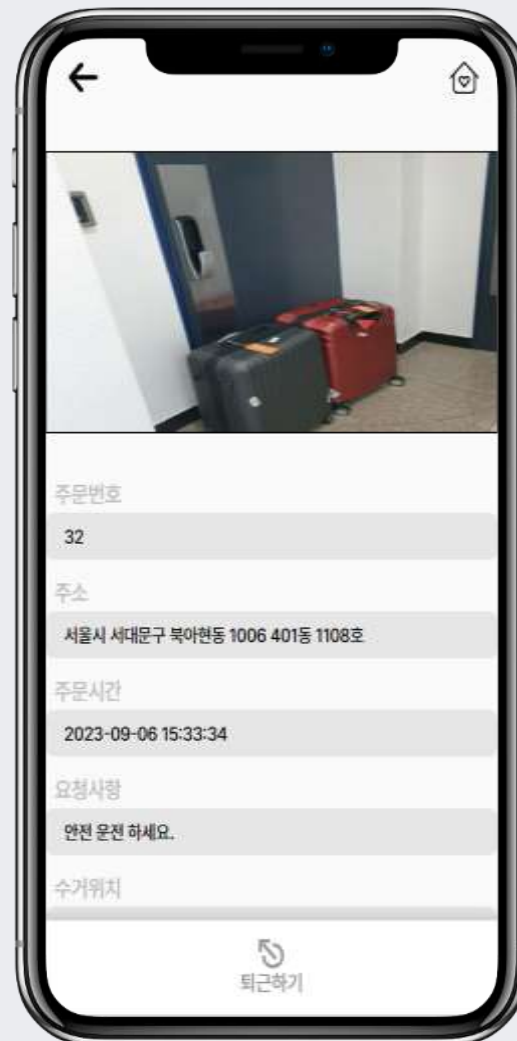 주문번호
32
주소
서울시 서대문구 북아현동 1006 401동 1108호
주문시간
2023-09-06 15:33:34
요청사항
안전 운전 하세요.
수거위치
퇴근하기